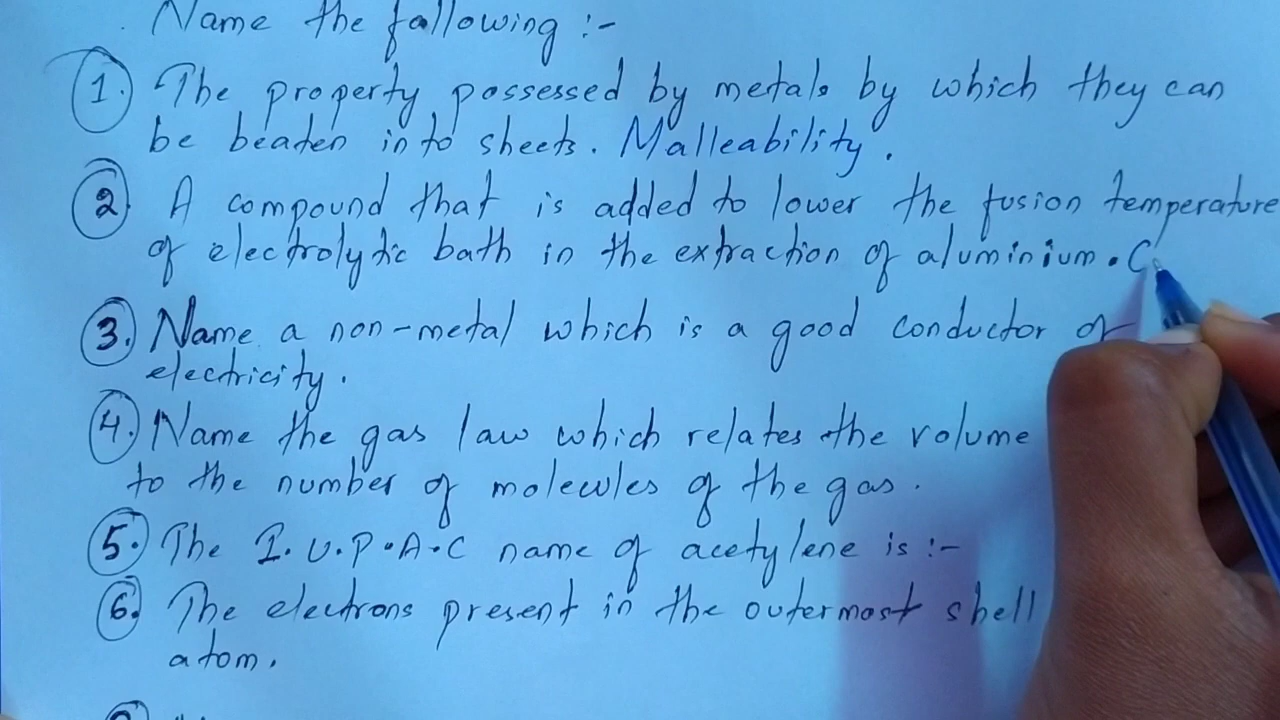 Name the following :-
1. The property possessed by metals by which they can
be beaten into sheets. Malleability.
2 A compound that is added to lower the fusion temperature
of electrolytic bath in the extraction of aluminium. C
3. Name a non-metal which is a good conductor of
electricity.
4. Name the gas law which relates the volume
to the number of molecules of the gas.
5. The I.U.P.A.C name of acetylene is :-
6. The electrons present in the outermost shell
atom.